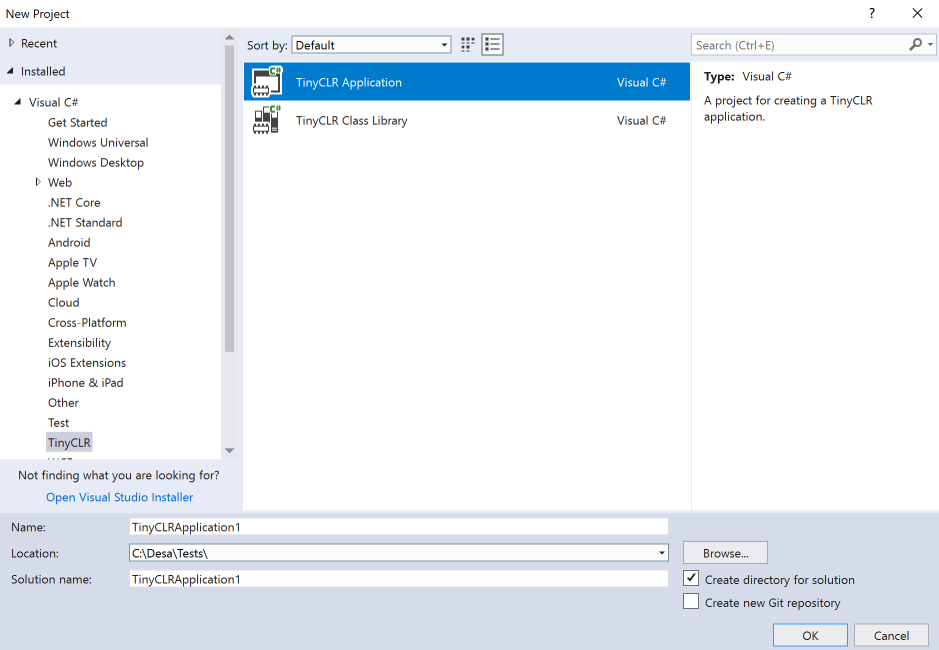 New Project
?
Recent
Installed
Visual C#
Get Started
Windows Universal
Windows Desktop
Web
.NET Core
.NET Standard
Android
Apple TV
Apple Watch
Cloud
Cross-Platform
Extensibility
iOS Extensions
iPhone & iPad
Other
Test
TinyCLR
Not finding what you are looking for?
Open Visual Studio Installer
Sort by: Default
C# TinyCLR Application Visual C#
C# TinyCLR Class Library Visual C#
Search (Ctrl+E)
Type: Visual C#
A project for creating a TinyCLR
application.
Name: TinyCLRApplication1
Location: C:\Desa\Tests\ Browse...
Solution name: TinyCLRApplication1
Create directory for solution
Create new Git repository
OK Cancel